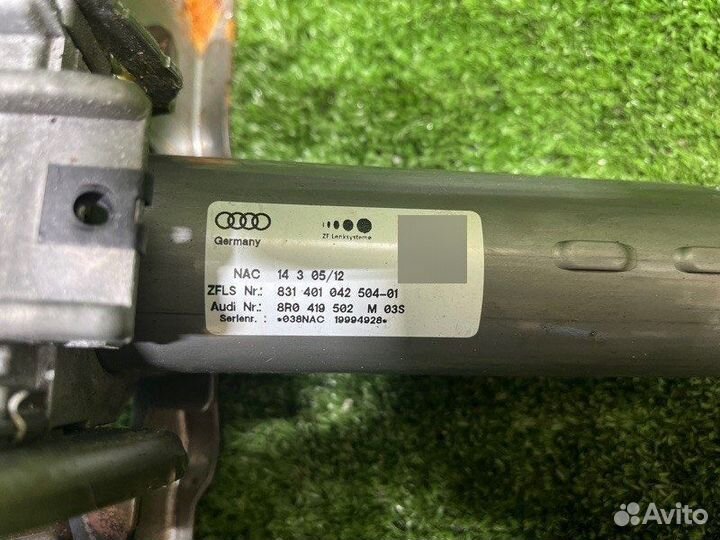 Germany
ZF Lenksysteme
NAC 14 3 05/12
ZFLS Nr.: 831 401 042 504-01
Audi Nr.: 8R0 419 502 M 03S
Serienr. : *038NAC 19994928*
Avito